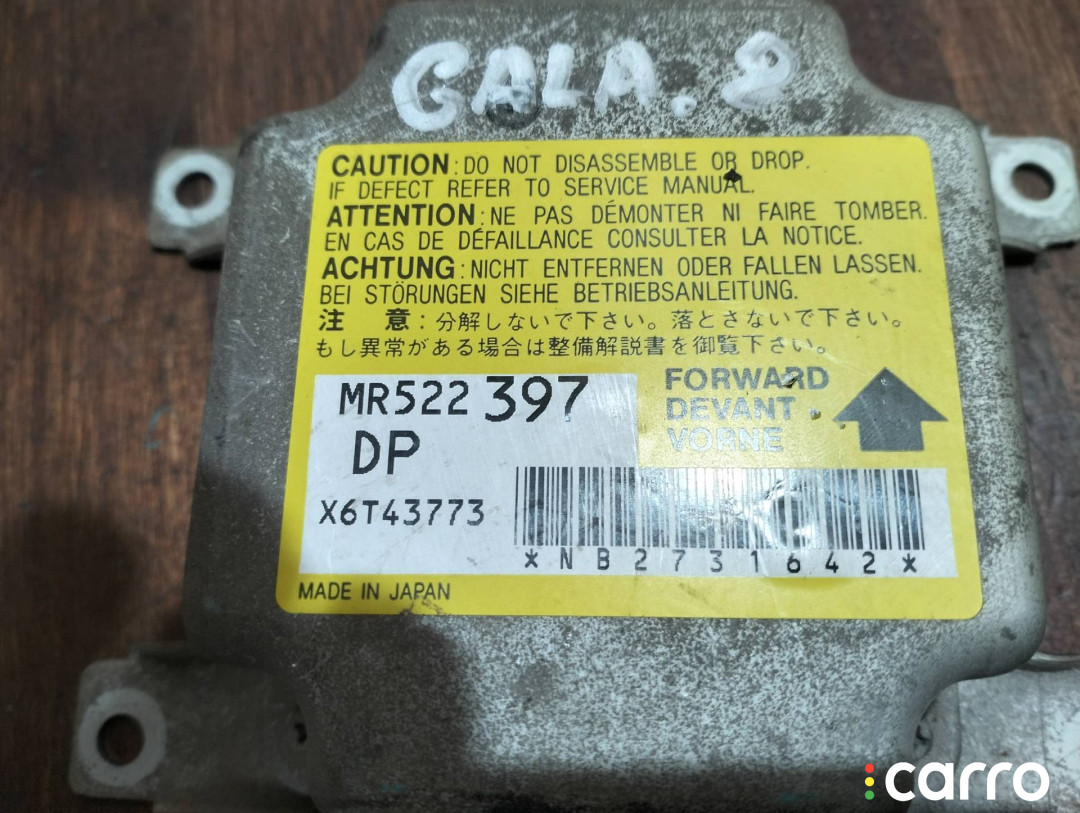 GALA. 2
CAUTION : DO NOT DISASSEMBLE OR DROP.
IF DEFECT REFER TO SERVICE MANUAL.
ATTENTION : NE PAS DÉMONTER NI FAIRE TOMBER.
EN CAS DE DÉFAILLANCE CONSULTER LA NOTICE.
ACHTUNG : NICHT ENTFERNEN ODER FALLEN LASSEN.
BEI STÖRUNGEN SIEHE BETRIEBSANLEITUNG.
注 意 : 分解しないで下さい。落とさないで下さい。
もし異常がある場合は整備解説書を御覧下さい。
MR522 397
DP
X6T43773
FORWARD
DEVANT
VORNE
*NB2731642*
MADE IN JAPAN
carro